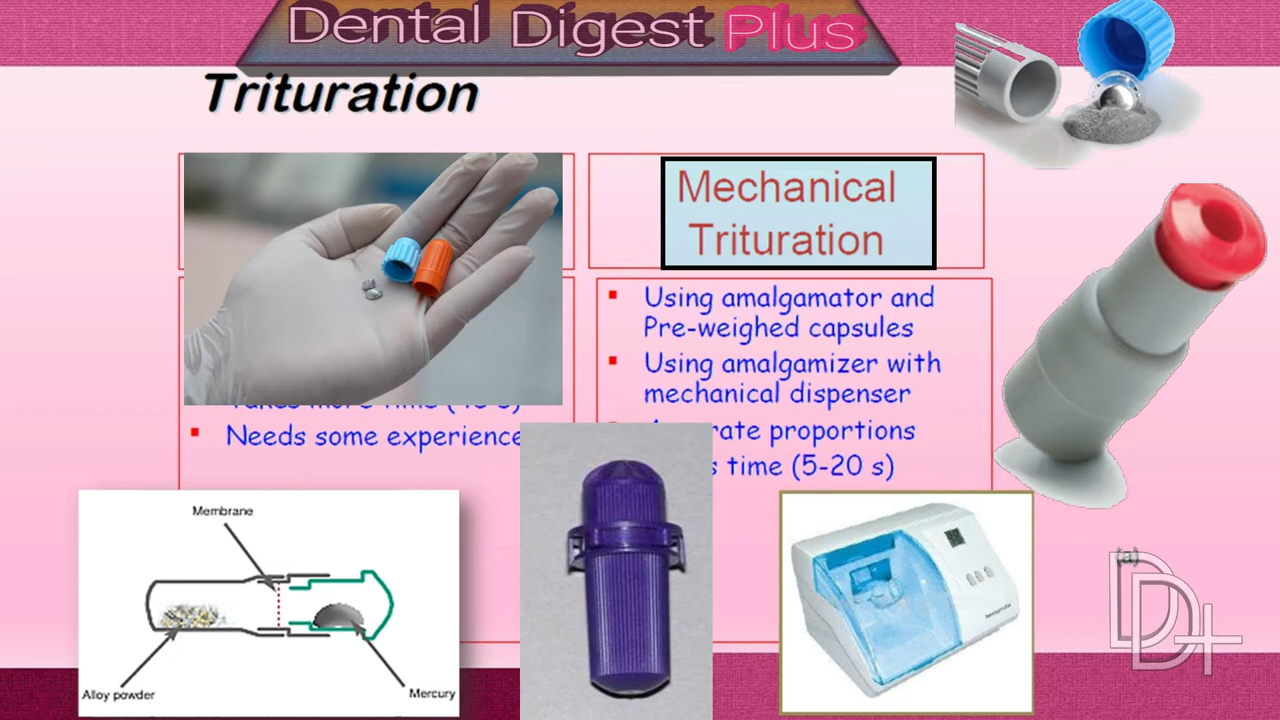 Dental Digest Plus
Trituration
Mechanical
Trituration
Using amalgamator and
Pre-weighed capsules
Using amalgamizer with
mechanical dispenser
proportions
time (5-20 s)
Needs some experience
Membrane
Alloy powder
Mercury
(a)
DD+